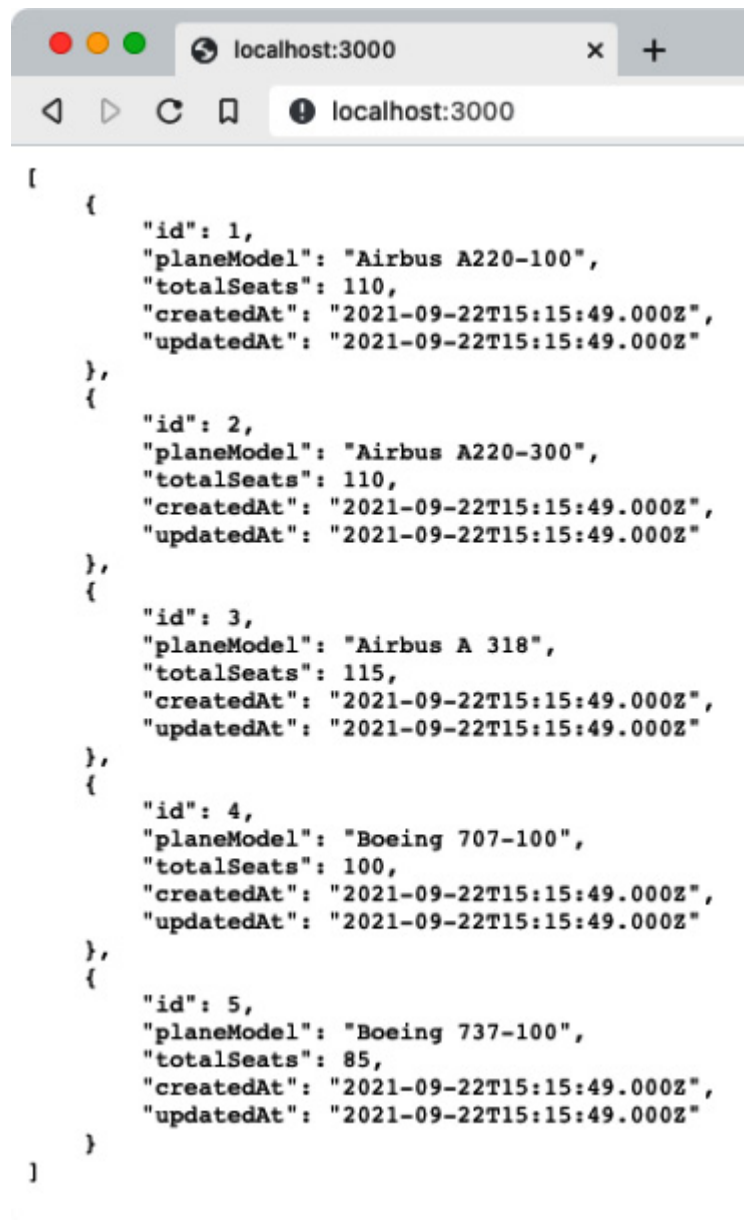 localhost:3000
localhost:3000
[
    {
        "id": 1,
        "planeModel": "Airbus A220-100",
        "totalSeats": 110,
        "createdAt": "2021-09-22T15:15:49.000Z",
        "updatedAt": "2021-09-22T15:15:49.000Z"
    },
    {
        "id": 2,
        "planeModel": "Airbus A220-300",
        "totalSeats": 110,
        "createdAt": "2021-09-22T15:15:49.000Z",
        "updatedAt": "2021-09-22T15:15:49.000Z"
    },
    {
        "id": 3,
        "planeModel": "Airbus A 318",
        "totalSeats": 115,
        "createdAt": "2021-09-22T15:15:49.000Z",
        "updatedAt": "2021-09-22T15:15:49.000Z"
    },
    {
        "id": 4,
        "planeModel": "Boeing 707-100",
        "totalSeats": 100,
        "createdAt": "2021-09-22T15:15:49.000Z",
        "updatedAt": "2021-09-22T15:15:49.000Z"
    },
    {
        "id": 5,
        "planeModel": "Boeing 737-100",
        "totalSeats": 85,
        "createdAt": "2021-09-22T15:15:49.000Z",
        "updatedAt": "2021-09-22T15:15:49.000Z"
    }
]